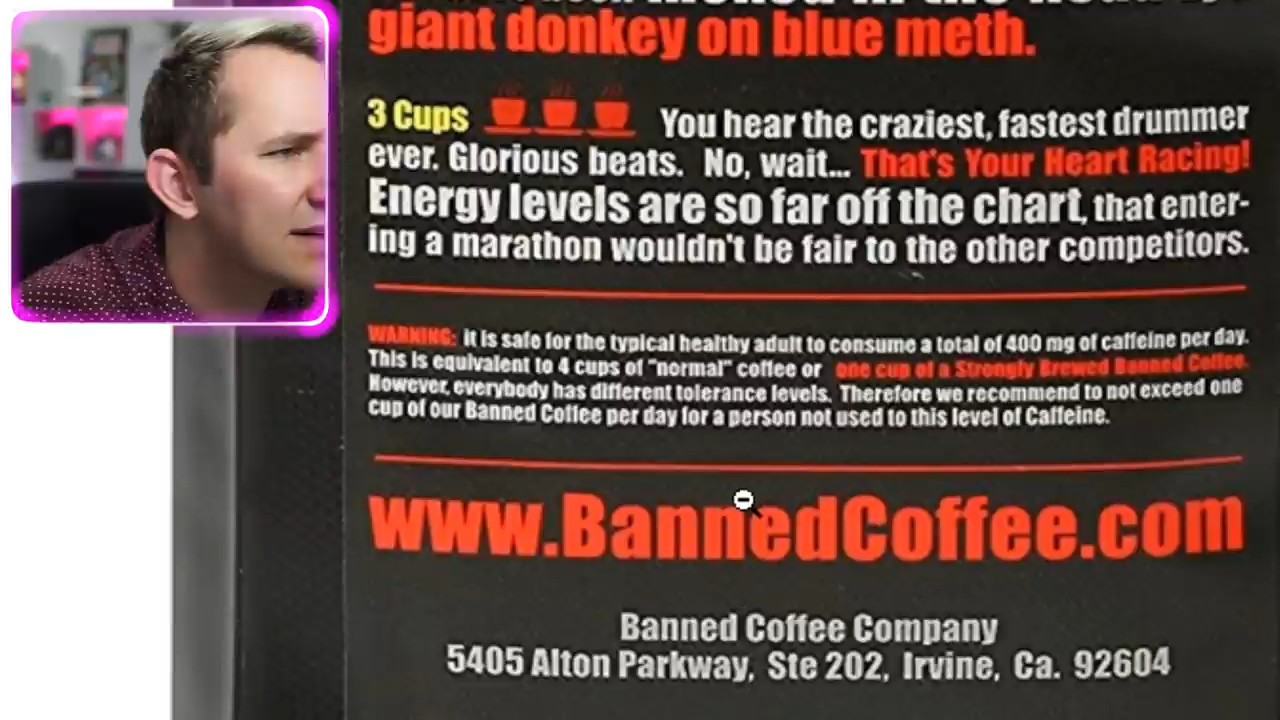 giant donkey on blue meth.
3 Cups You hear the craziest, fastest drummer
ever. Glorious beats. No, wait... That's Your Heart Racing!
Energy levels are so far off the chart, that enter-
ing a marathon wouldn't be fair to the other competitors.
WARNING: It is safe for the typical healthy adult to consume a total of 400 mg of caffeine per day.
This is equivalent to 4 cups of "normal" coffee or one cup of a Strongly Brewed Banned Coffee.
However, everybody has different tolerance levels. Therefore we recommend to not exceed one
cup of our Banned Coffee per day for a person not used to this level of Caffeine.
www.BannedCoffee.com
Banned Coffee Company
5405 Alton Parkway, Ste 202, Irvine, Ca. 92604